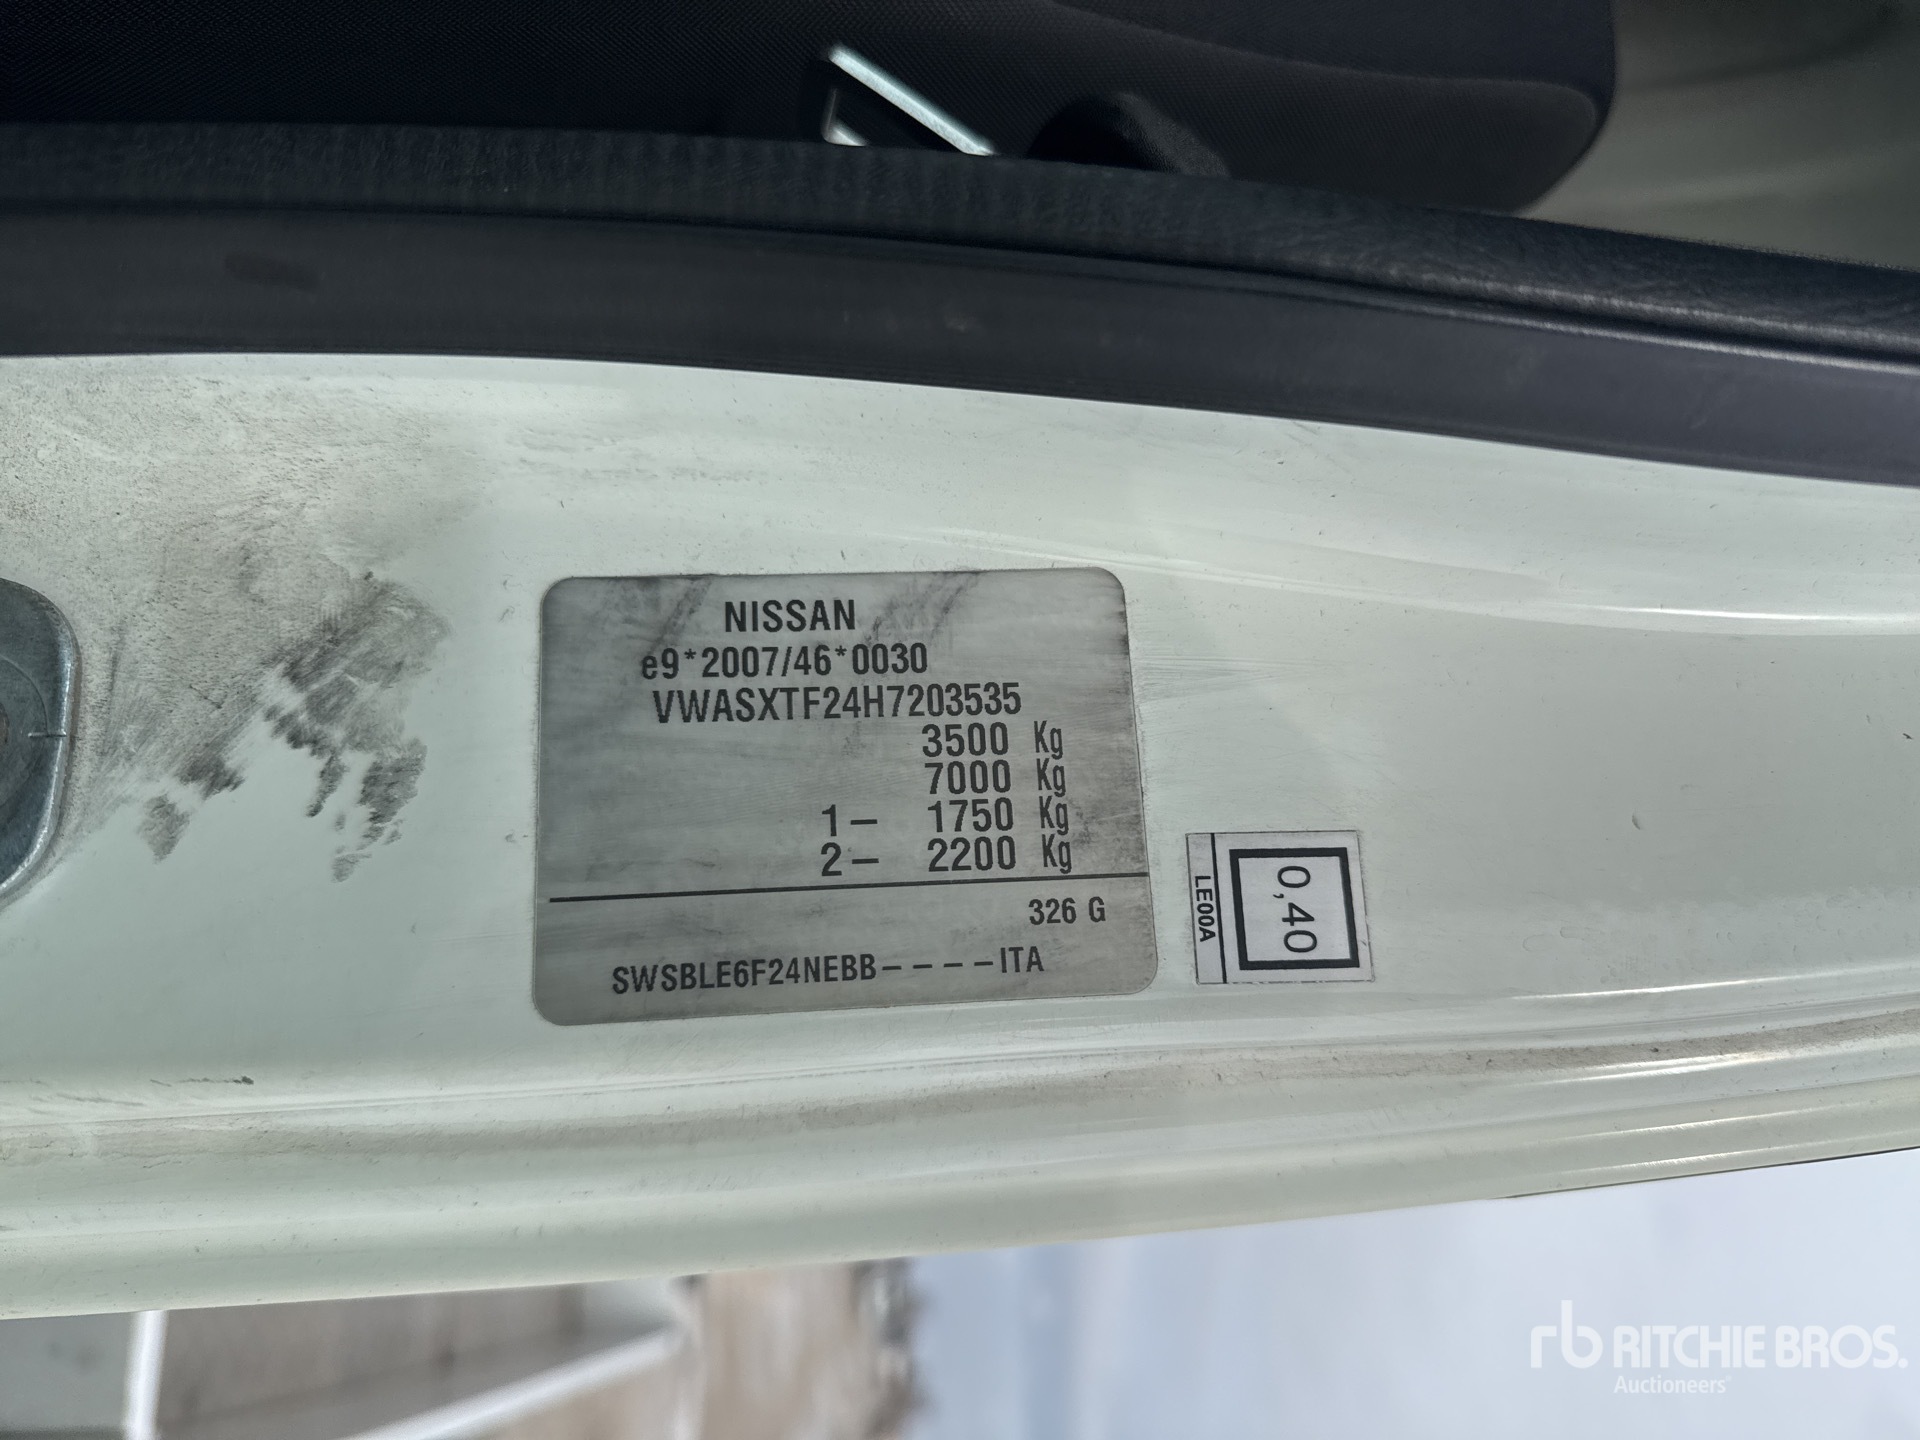 NISSAN
e9*2007/46*0030
VWASXTF24H7203535
3500 Kg
7000 Kg
1- 1750 Kg
2- 2200 Kg
326 G
SWSBLE6F24NEBB----ITA
LE00A
0,40
rb RITCHIE BROS.
Auctioneers